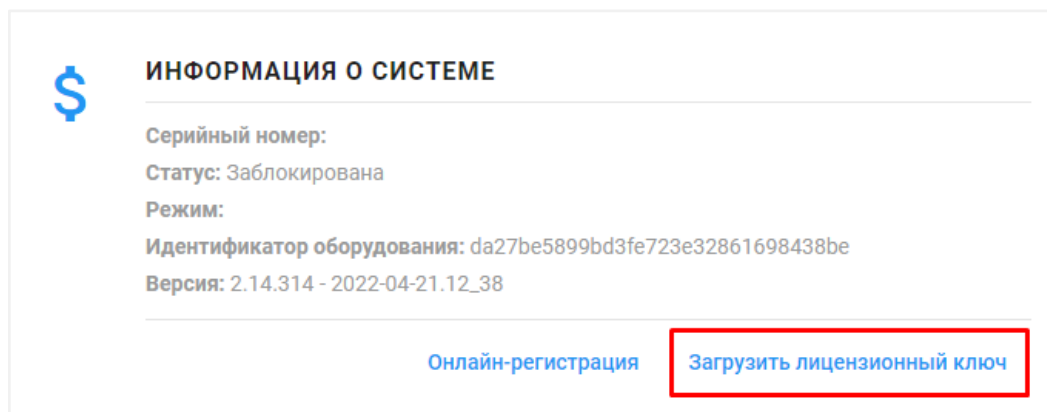 $
ИНФОРМАЦИЯ О СИСТЕМЕ
Серийный номер:
Статус: Заблокирована
Режим:
Идентификатор оборудования: da27be5899bd3fe723e32861698438be
Версия: 2.14.314 - 2022-04-21.12_38
Онлайн-регистрация Загрузить лицензионный ключ